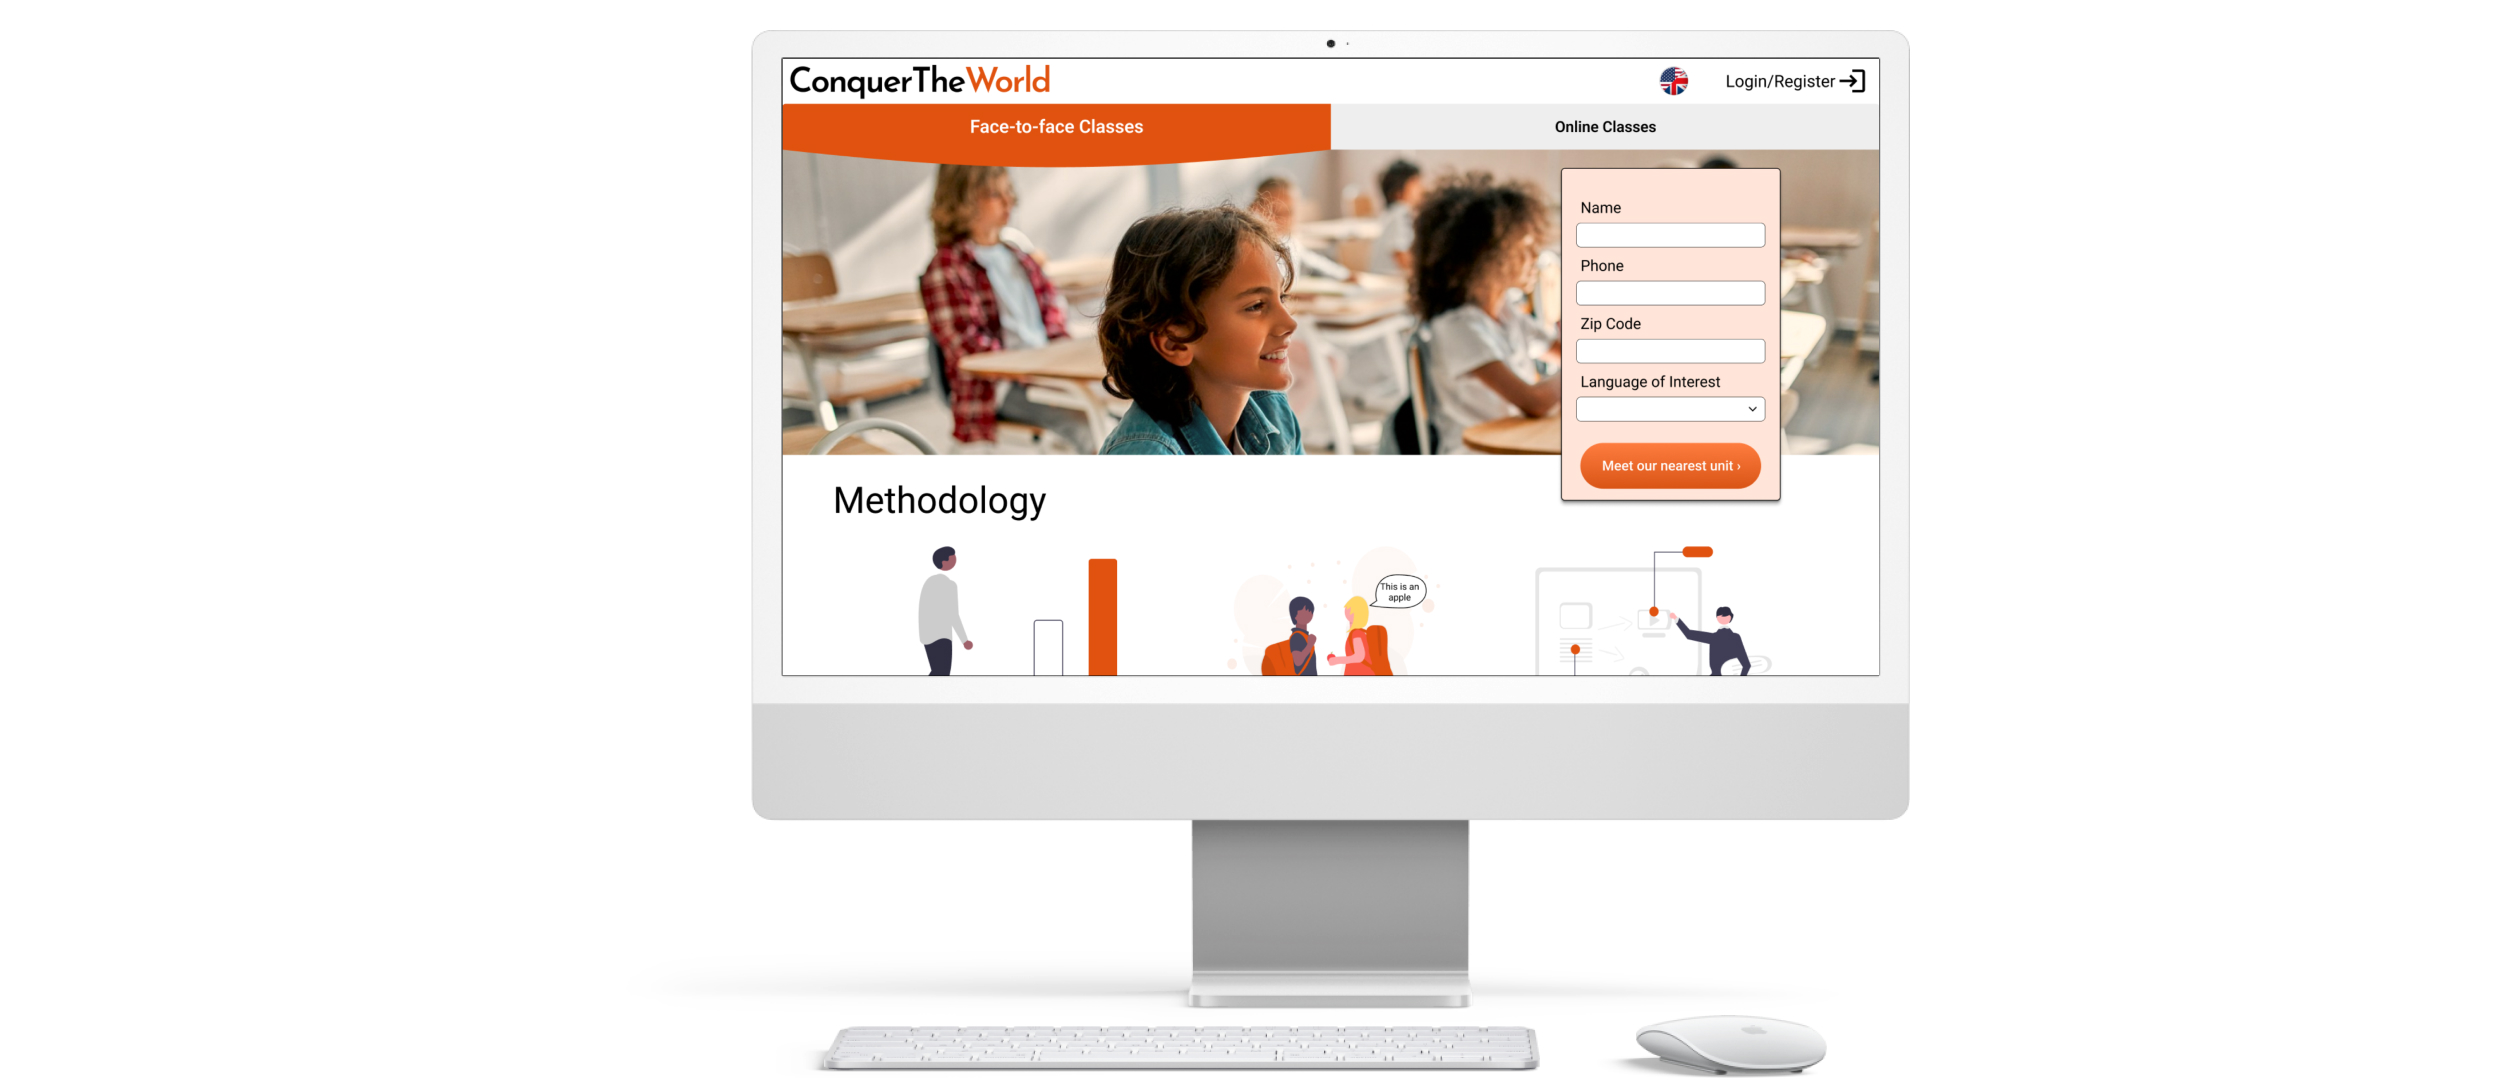 ConquerTheWorld
Login/Register
Face-to-face Classes
Online Classes
Name
Phone
Zip Code
Language of Interest
Meet our nearest unit ›
Methodology
This is an
apple